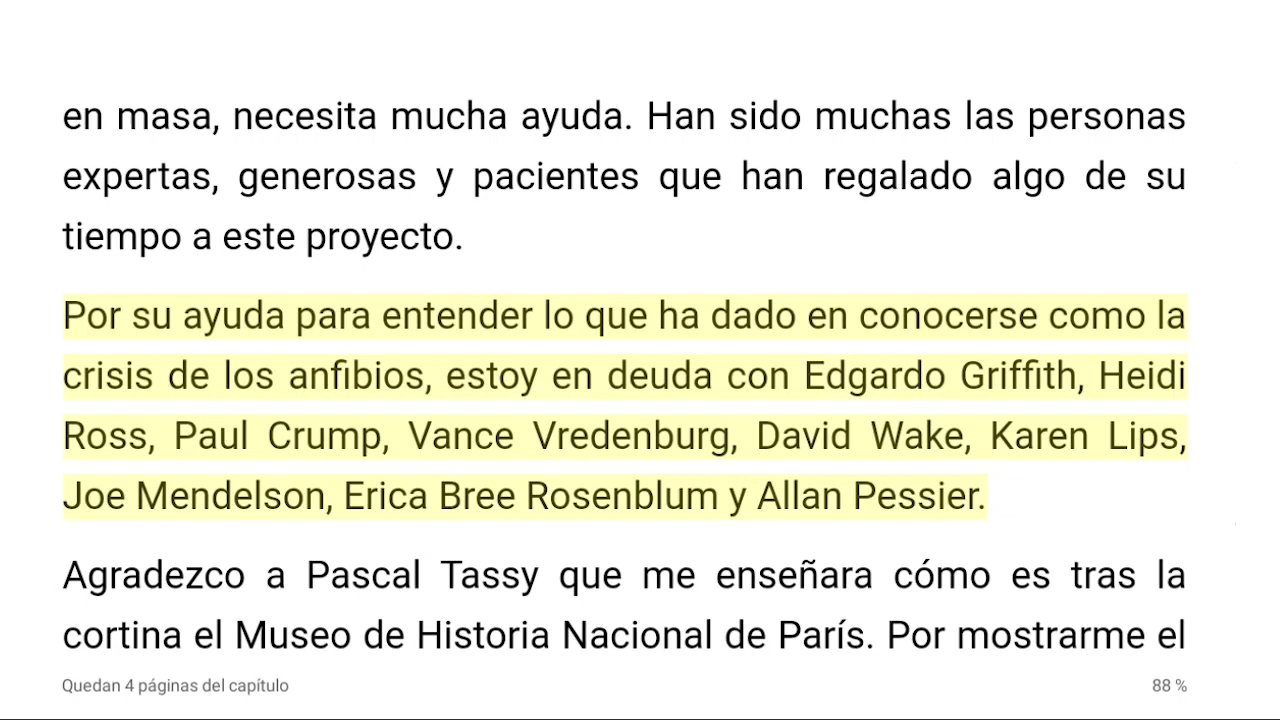 en masa, necesita mucha ayuda. Han sido muchas las personas
expertas, generosas y pacientes que han regalado algo de su
tiempo a este proyecto.
Por su ayuda para entender lo que ha dado en conocerse como la
crisis de los anfibios, estoy en deuda con Edgardo Griffith, Heidi
Ross, Paul Crump, Vance Vredenburg, David Wake, Karen Lips,
Joe Mendelson, Erica Bree Rosenblum y Allan Pessier.
Agradezco a Pascal Tassy que me enseñara cómo es tras la
cortina el Museo de Historia Nacional de París. Por mostrarme el
Quedan 4 páginas del capítulo
88 %